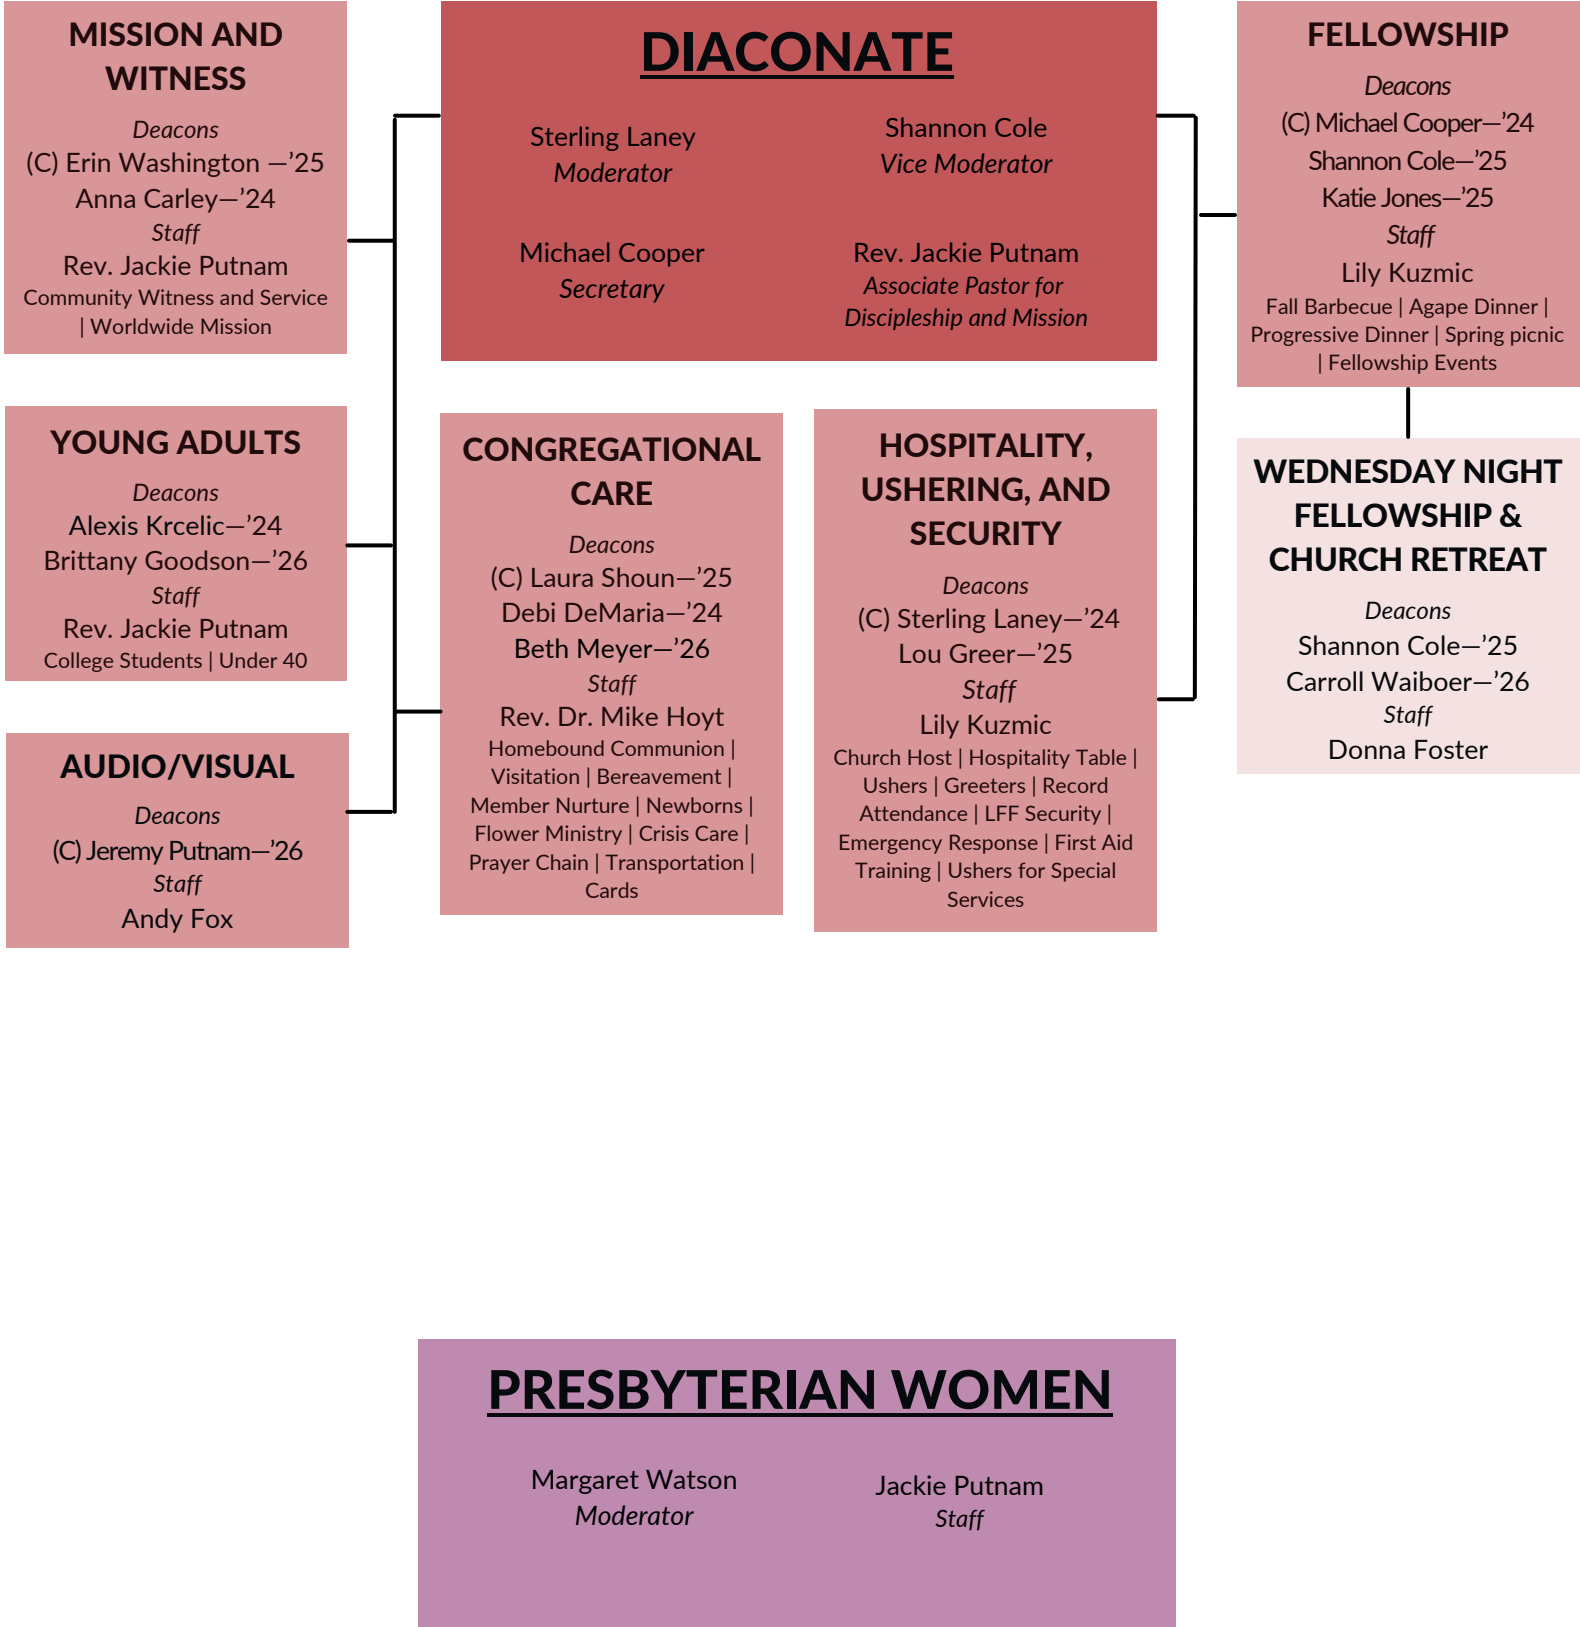 MISSION AND
WITNESS
Deacons
(C) Erin Washington —’25
Anna Carley—’24
Staff
Rev. Jackie Putnam
Community Witness and Service
| Worldwide Mission
DIACONATE
Sterling Laney
Moderator
Shannon Cole
Vice Moderator
Michael Cooper
Secretary
Rev. Jackie Putnam
Associate Pastor for
Discipleship and Mission
FELLOWSHIP
Deacons
(C) Michael Cooper—’24
Shannon Cole—’25
Katie Jones—’25
Staff
Lily Kuzmic
Fall Barbecue | Agape Dinner |
Progressive Dinner | Spring picnic
| Fellowship Events
YOUNG ADULTS
Deacons
Alexis Krcelic—’24
Brittany Goodson—’26
Staff
Rev. Jackie Putnam
College Students | Under 40
CONGREGATIONAL
CARE
Deacons
(C) Laura Shoun—’25
Debi DeMaria—’24
Beth Meyer—’26
Staff
Rev. Dr. Mike Hoyt
Homebound Communion |
Visitation | Bereavement |
Member Nurture | Newborns |
Flower Ministry | Crisis Care |
Prayer Chain | Transportation |
Cards
HOSPITALITY,
USHERING, AND
SECURITY
Deacons
(C) Sterling Laney—’24
Lou Greer—’25
Staff
Lily Kuzmic
Church Host | Hospitality Table |
Ushers | Greeters | Record
Attendance | LFF Security |
Emergency Response | First Aid
Training | Ushers for Special
Services
WEDNESDAY NIGHT
FELLOWSHIP &
CHURCH RETREAT
Deacons
Shannon Cole—’25
Carroll Waiboer—’26
Staff
Donna Foster
AUDIO/VISUAL
Deacons
(C) Jeremy Putnam—’26
Staff
Andy Fox
PRESBYTERIAN WOMEN
Margaret Watson
Moderator
Jackie Putnam
Staff